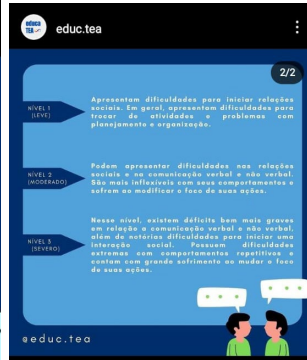 educa
TEA
educ.tea
2/2
Apresentam dificuldades para iniciar relações
sociais. Em geral, apresentam dificuldades para
trocar de atividades e problemas com
planejamento e organização.
NÍVEL 1
(LEVE)
Podem apresentar dificuldades nas relações
sociais e na comunicação verbal e não verbal.
São mais inflexíveis com seus comportamentos e
sofrem ao modificar o foco de suas ações.
NÍVEL 2
(MODERADO)
Nesse nível, existem déficits bem mais graves
em relação a comunicação verbal e não verbal,
além de notórias dificuldades para iniciar uma
interação social. Possuem dificuldades
extremas com comportamentos repetitivos e
contam com grande sofrimento ao mudar o foco
de suas ações.
NÍVEL 3
(SEVERO)
@educ.tea